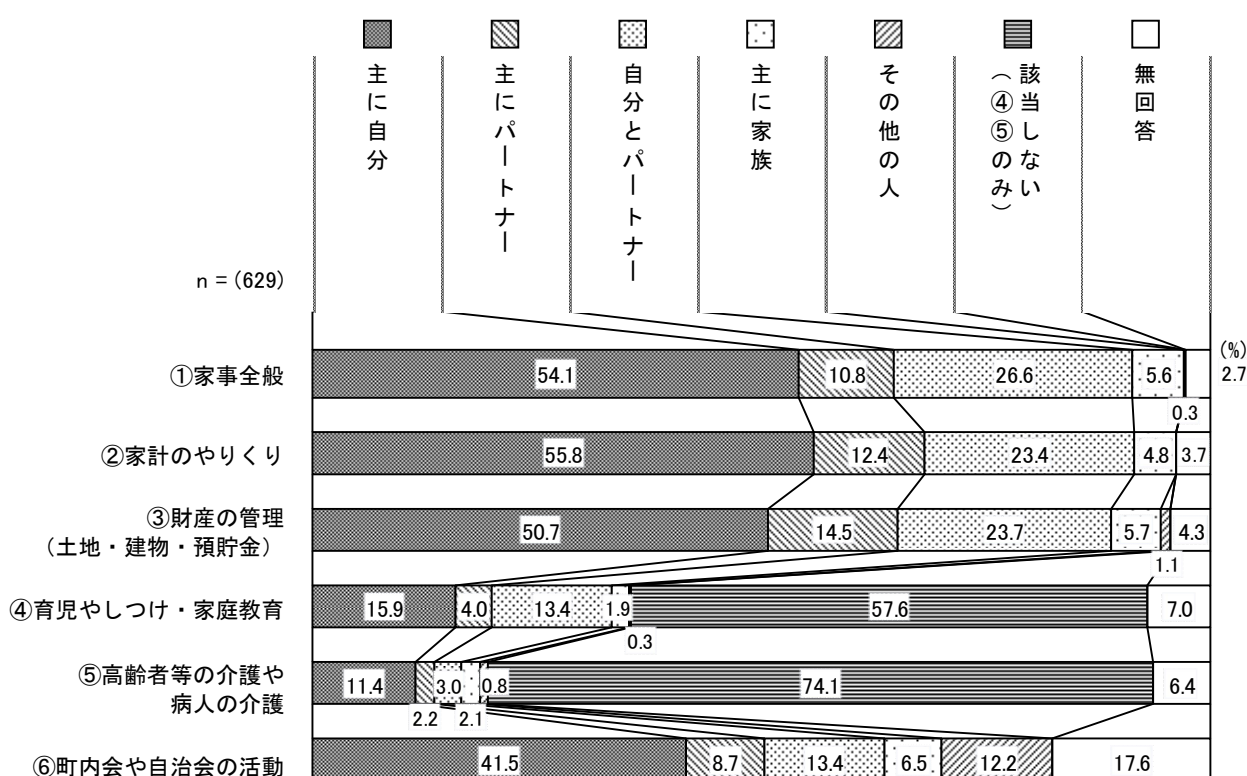 主に自分
主にパートナー
自分とパートナー
主に家族
その他の人
該当しない
（④⑤のみ）
無回答
n = (629)
(%)
①家事全般
54.1
10.8
26.6
5.6
2.7
0.3
②家計のやりくり
55.8
12.4
23.4
4.8
3.7
③財産の管理
（土地・建物・預貯金）
50.7
14.5
23.7
5.7
4.3
1.1
④育児やしつけ・家庭教育
15.9
4.0
13.4
1.9
57.6
7.0
0.3
⑤高齢者等の介護や
病人の介護
11.4
3.0
0.8
74.1
6.4
2.2
2.1
⑥町内会や自治会の活動
41.5
8.7
13.4
6.5
12.2
17.6